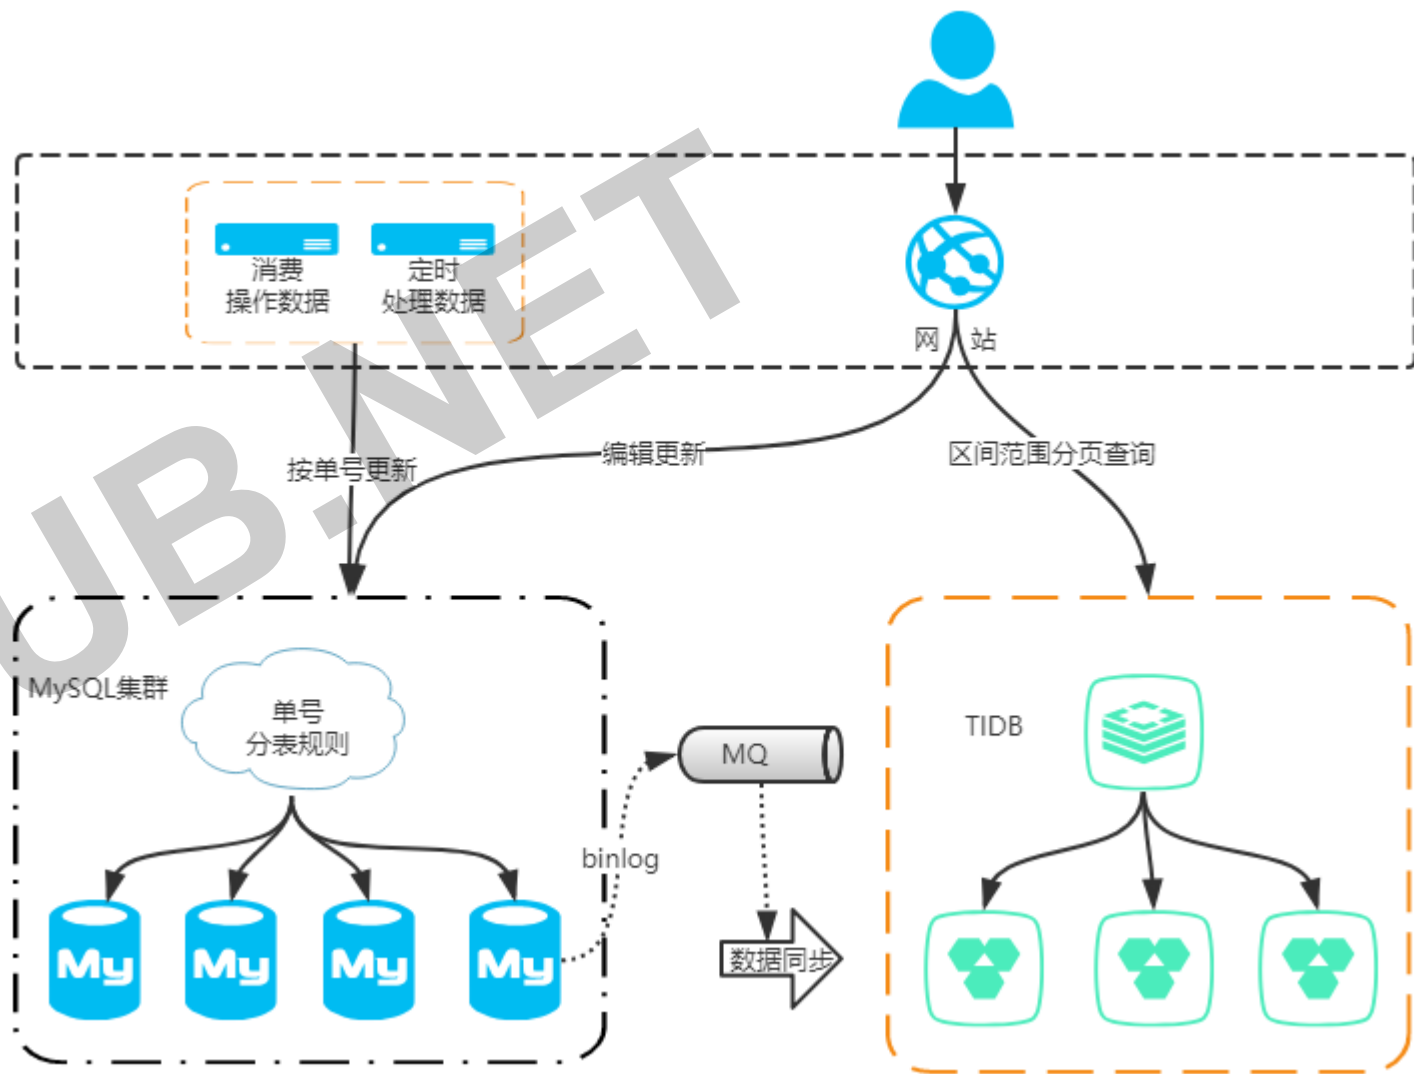 消费
操作数据
定时
处理数据
网 站
按单号更新
编辑更新
区间范围分页查询
MySQL集群
单号
分表规则
MQ
TIDB
binlog
My
My
My
My
数据同步
UB.NET